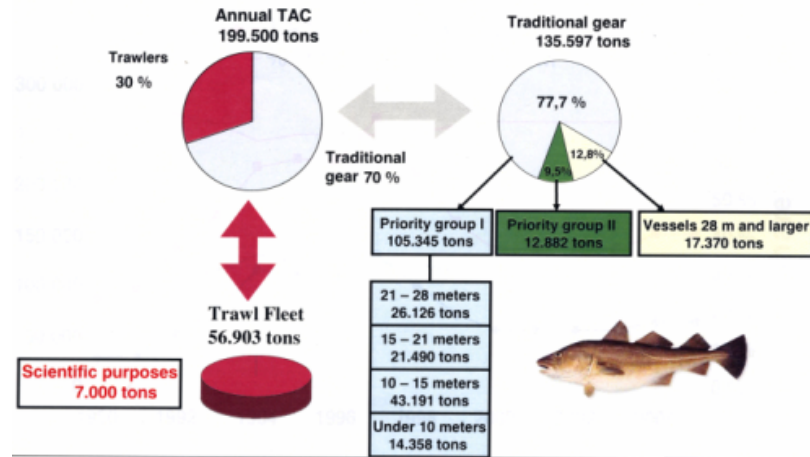 Annual TAC
199.500 tons
Trawlers
30 %
Traditional
gear 70 %
Traditional gear
135.597 tons
77,7 %
9,5%
12,8%
Priority group I
105.345 tons
Priority group II
12.882 tons
Vessels 28 m and larger
17.370 tons
21 – 28 meters
26.126 tons
15 – 21 meters
21.490 tons
10 – 15 meters
43.191 tons
Under 10 meters
14.358 tons
Trawl Fleet
56.903 tons
Scientific purposes
7.000 tons